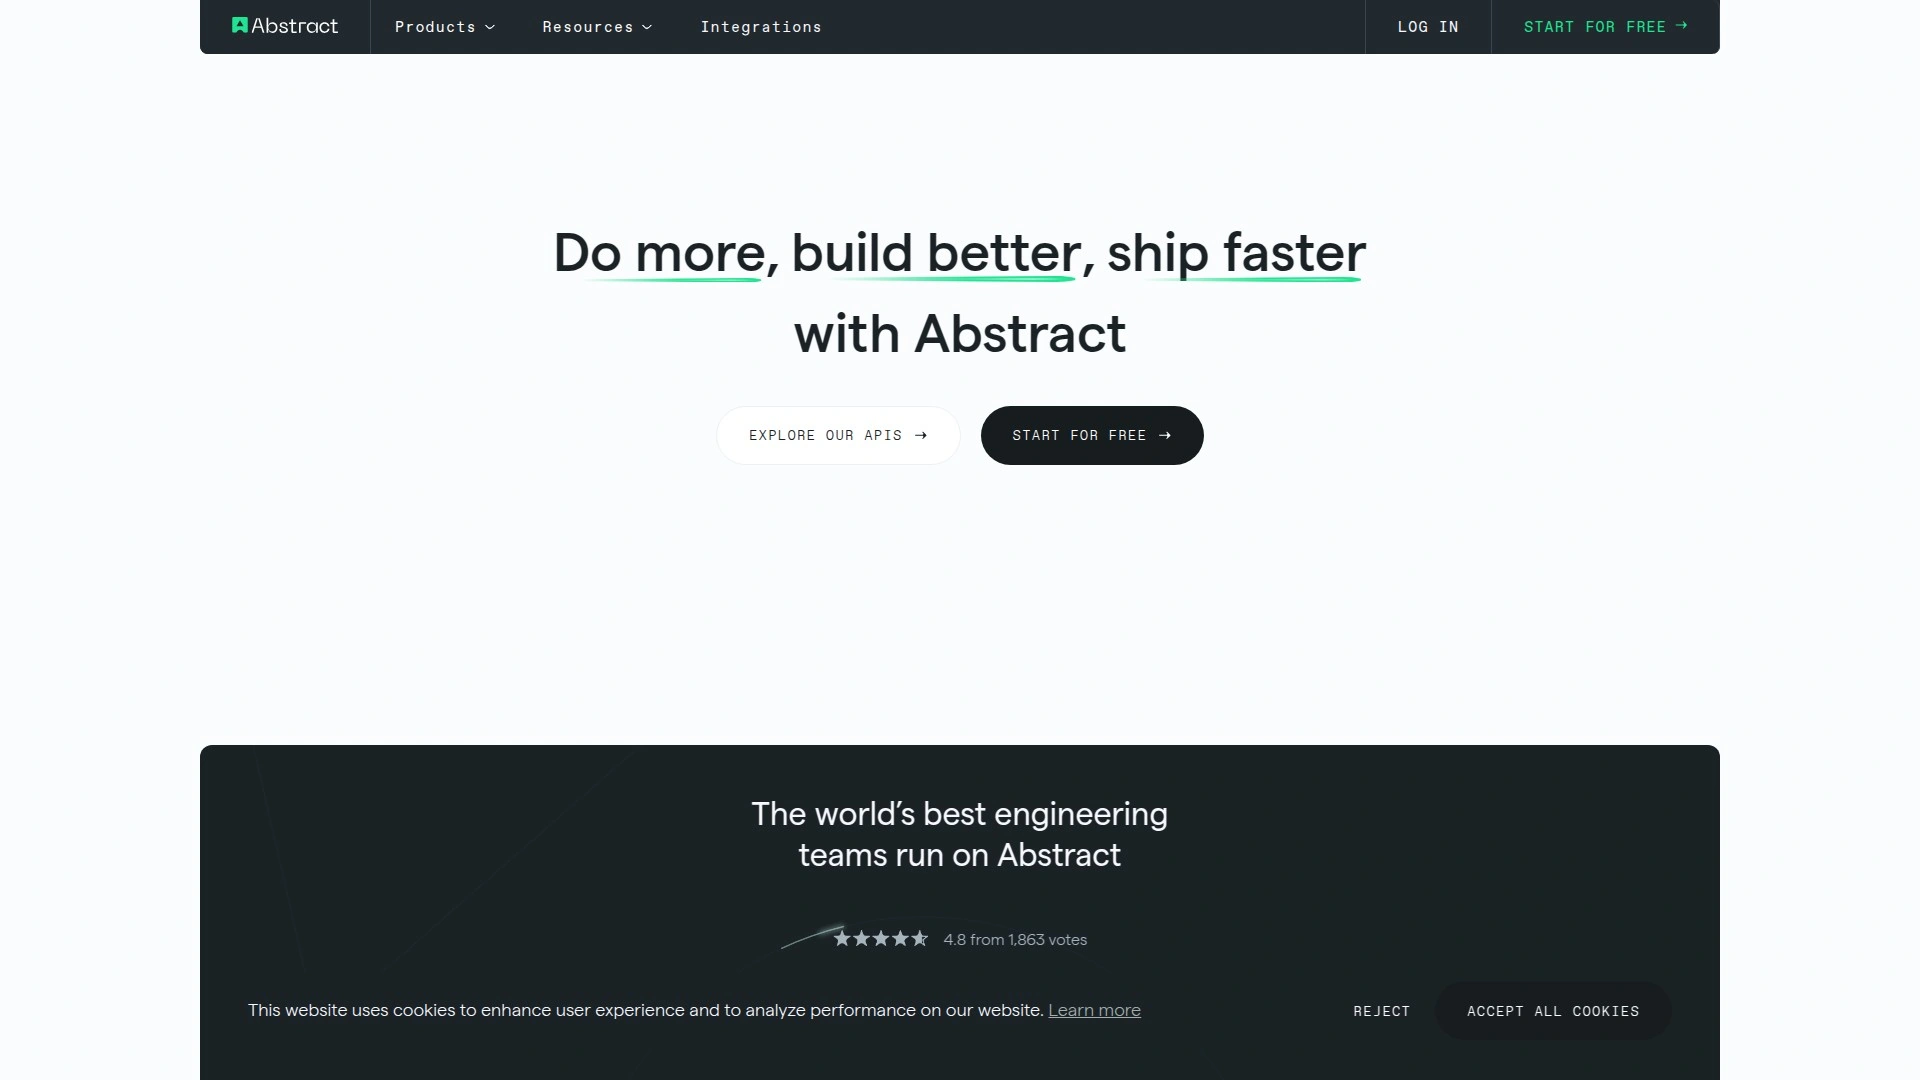 Abstract
Products
Resources
Integrations
LOG IN
START FOR FREE →
Do more, build better, ship faster
with Abstract
EXPLORE OUR APIS →
START FOR FREE →
The world’s best engineering
teams run on Abstract
4.8 from 1,863 votes
This website uses cookies to enhance user experience and to analyze performance on our website. Learn more
REJECT
ACCEPT ALL COOKIES